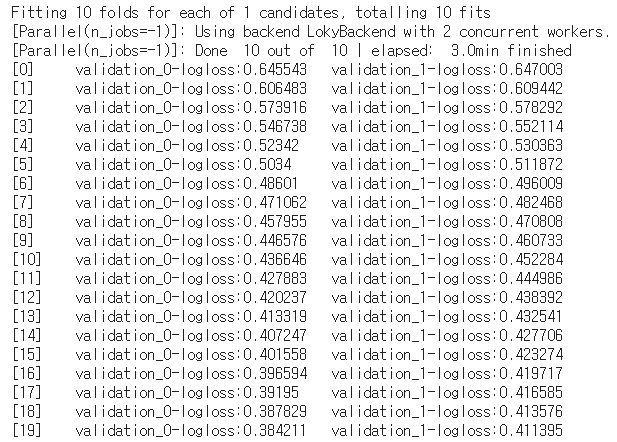 Fitting 10 folds for each of 1 candidates, totalling 10 fits
[Parallel(n_jobs=-1)]: Using backend LokyBackend with 2 concurrent workers.
[Parallel(n_jobs=-1)]: Done  10 out of  10 | elapsed:  3.0min finished
[0]	validation_0-logloss:0.645543	validation_1-logloss:0.647003
[1]	validation_0-logloss:0.606483	validation_1-logloss:0.609442
[2]	validation_0-logloss:0.573916	validation_1-logloss:0.578292
[3]	validation_0-logloss:0.546738	validation_1-logloss:0.552114
[4]	validation_0-logloss:0.52342	validation_1-logloss:0.530363
[5]	validation_0-logloss:0.5034	validation_1-logloss:0.511872
[6]	validation_0-logloss:0.48601	validation_1-logloss:0.496009
[7]	validation_0-logloss:0.471062	validation_1-logloss:0.482468
[8]	validation_0-logloss:0.457955	validation_1-logloss:0.470808
[9]	validation_0-logloss:0.446576	validation_1-logloss:0.460733
[10]	validation_0-logloss:0.436646	validation_1-logloss:0.452284
[11]	validation_0-logloss:0.427883	validation_1-logloss:0.444986
[12]	validation_0-logloss:0.420237	validation_1-logloss:0.438392
[13]	validation_0-logloss:0.413319	validation_1-logloss:0.432541
[14]	validation_0-logloss:0.407247	validation_1-logloss:0.427706
[15]	validation_0-logloss:0.401558	validation_1-logloss:0.423274
[16]	validation_0-logloss:0.396594	validation_1-logloss:0.419717
[17]	validation_0-logloss:0.39195	validation_1-logloss:0.416585
[18]	validation_0-logloss:0.387829	validation_1-logloss:0.413576
[19]	validation_0-logloss:0.384211	validation_1-logloss:0.411395